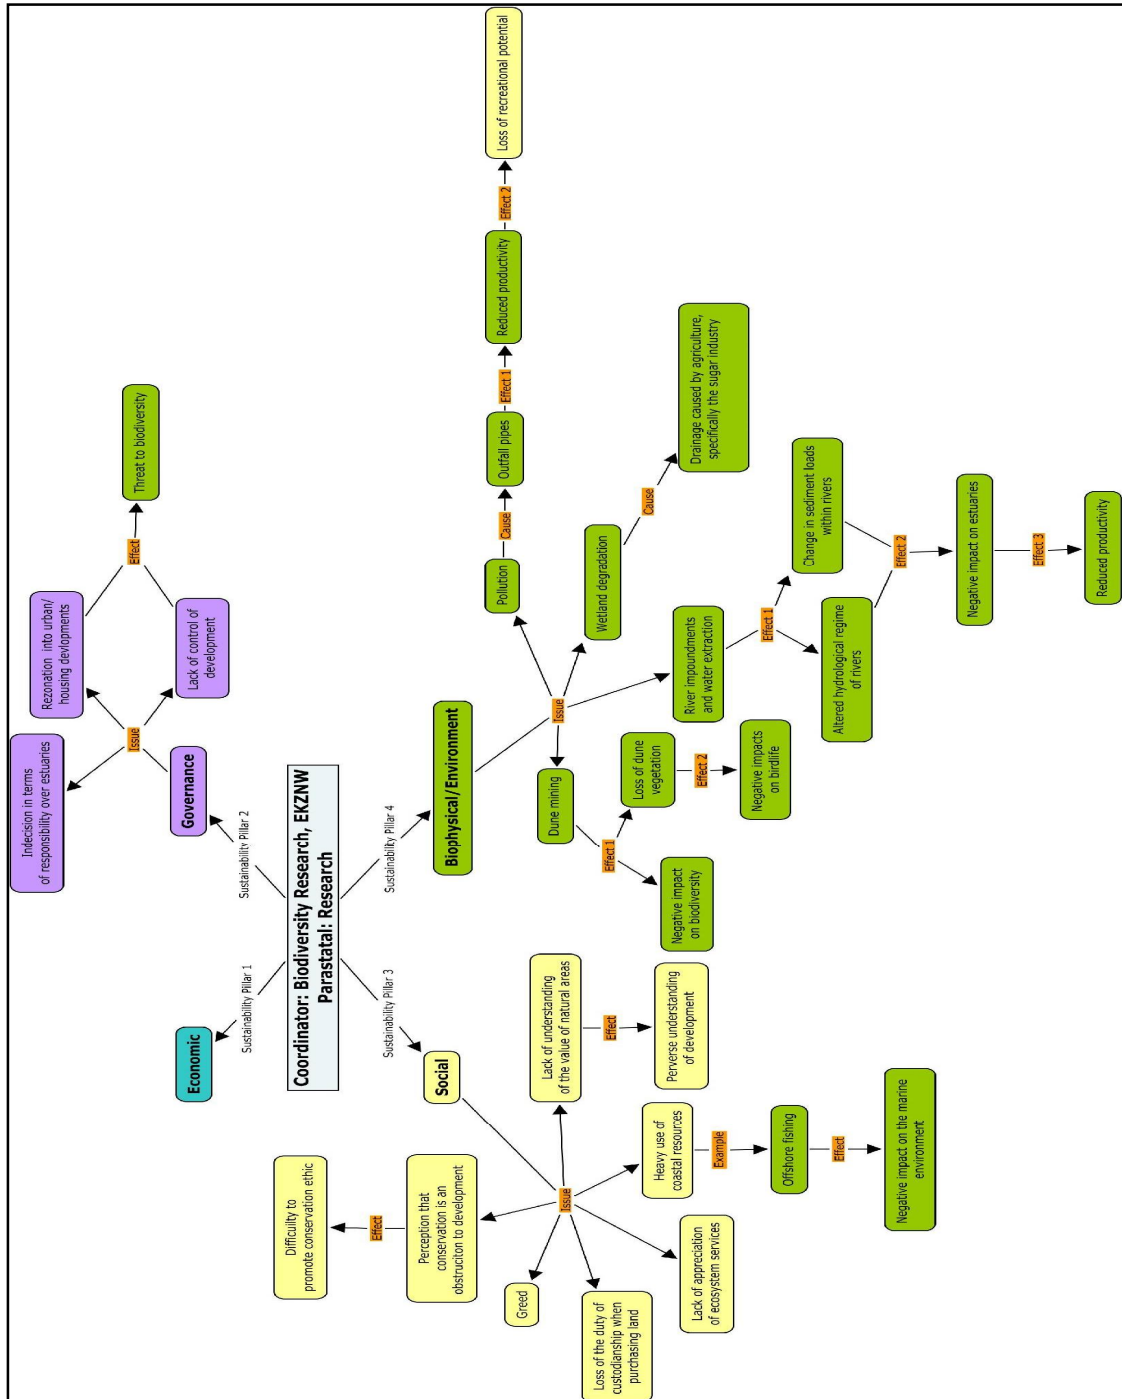 Coordinator: Biodiversity Research, EKZNW
Parastatal: Research
Sustainability Pillar 1
Economic
Sustainability Pillar 2
Governance
Issue
Indecision in terms
of responsibility over estuaries
Rezonation into urban/
housing devlopments
Lack of control of
development
Effect
Threat to biodiversity
Sustainability Pillar 3
Social
Issue
Perception that
conservation is an
obstruciton to development
Effect
Difficulity to
promote conservation ethic
Greed
Loss of the duty of
custodianship when
purchasing land
Lack of appreciation
of ecosystem services
Heavy use of
coastal resources
Example
Offshore fishing
Effect
Negative impact on the marine
environment
Lack of understanding
of the value of natural areas
Effect
Perverse understanding
of development
Sustainability Pillar 4
Biophysical/Environment
Issue
Dune mining
Effect 1
Negative impact
on biodiversity
Loss of dune
vegetation
Effect 2
Negative impacts
on birdlife
River impoundments
and water extraction
Effect 1
Altered hydrological regime
of rivers
Change in sediment loads
within rivers
Effect 2
Negative impact on estuaries
Effect 3
Reduced productivity
Wetland degradation
Cause
Drainage caused by agriculture,
specifically the sugar industry
Pollution
Cause
Outfall pipes
Effect 1
Reduced productivity
Effect 2
Loss of recreational potential